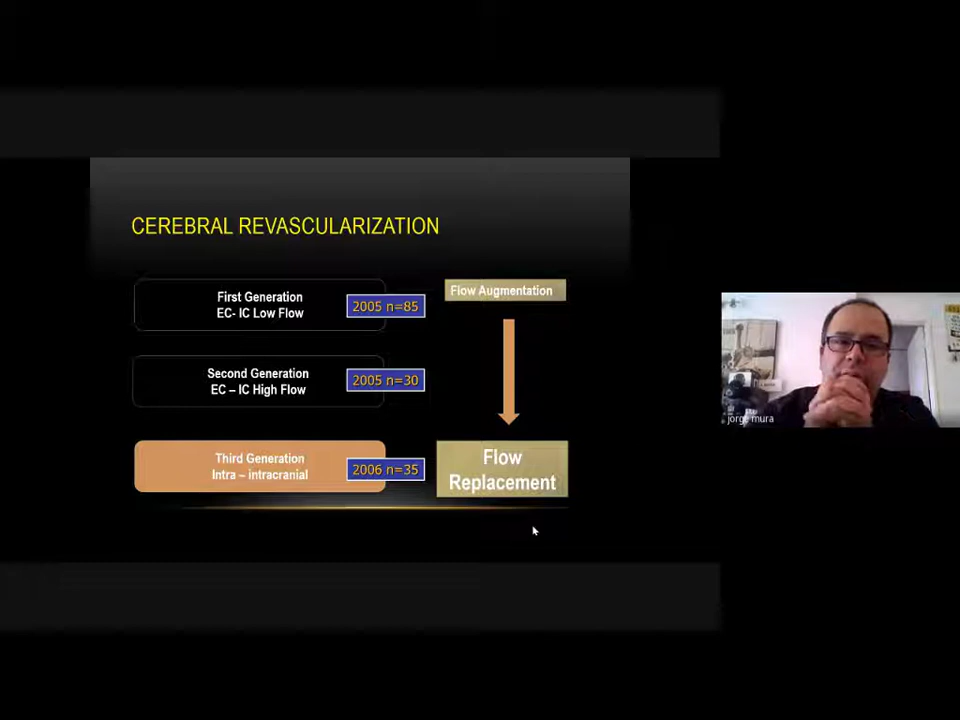 CEREBRAL REVASCULARIZATION
First Generation
EC- IC Low Flow
2005 n=85
Flow Augmentation
Second Generation
EC – IC High Flow
2005 n=30
Third Generation
Intra – intracranial
2006 n=35
Flow
Replacement
jorge mura